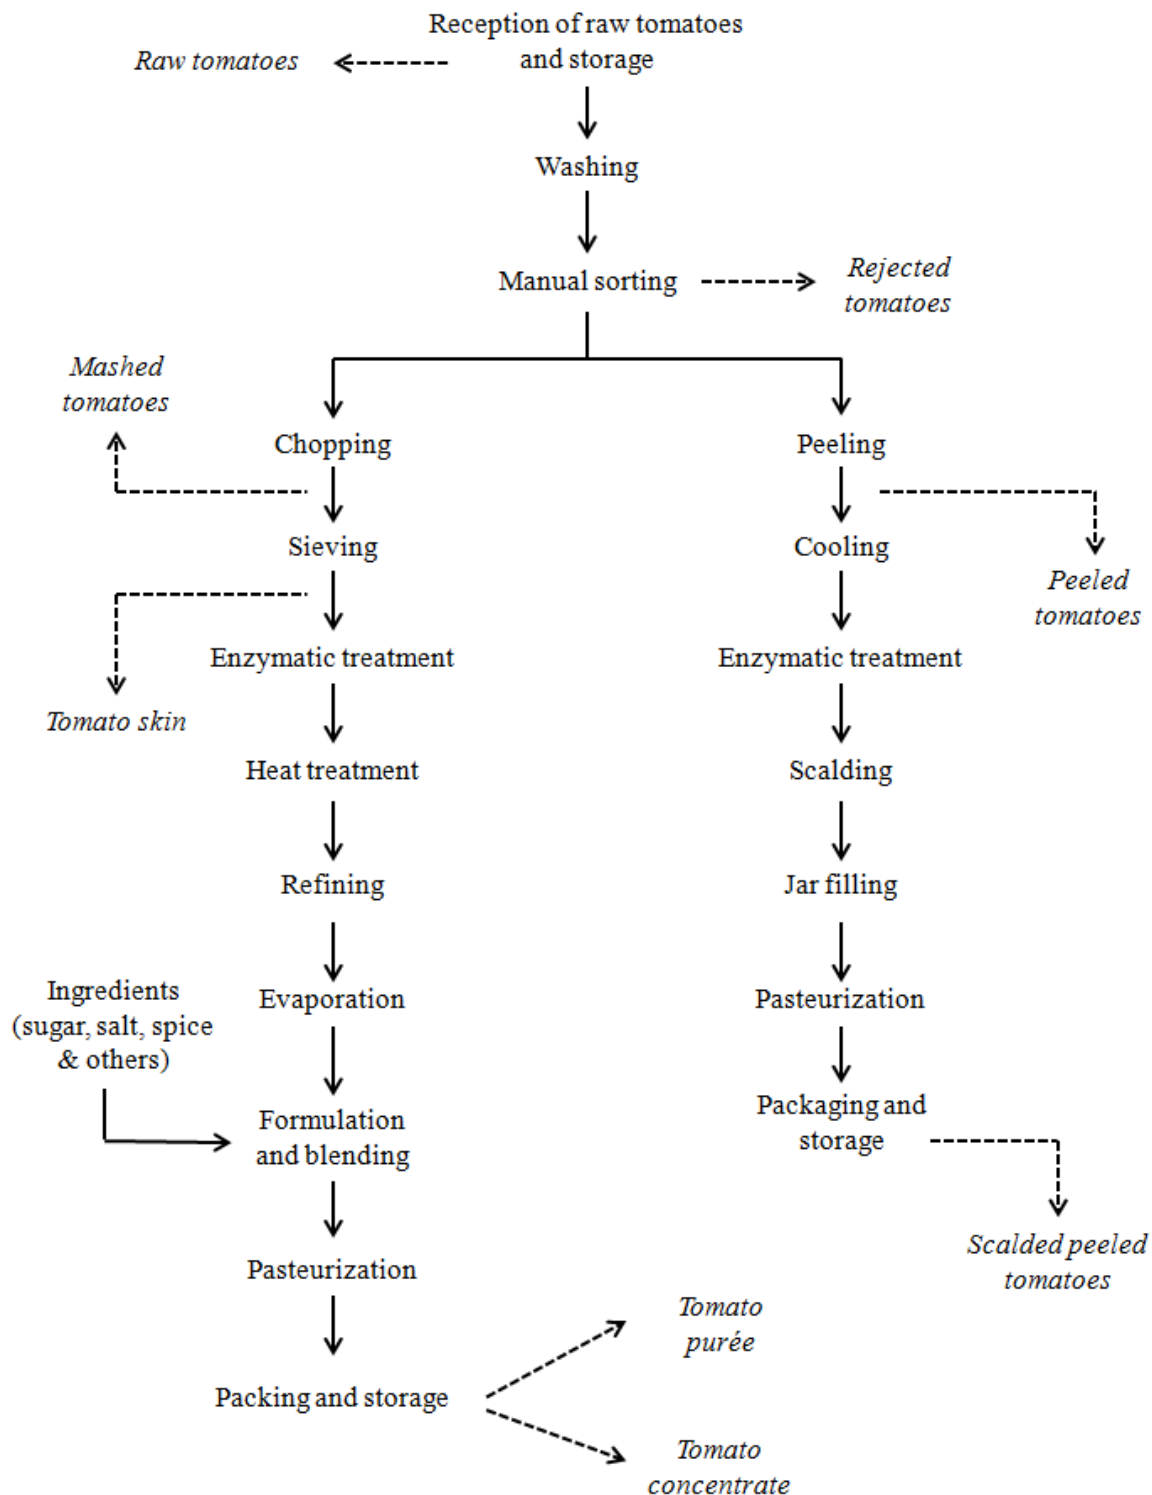 Reception of raw tomatoes
and storage
Raw tomatoes
Washing
Manual sorting
Rejected
tomatoes
Mashed
tomatoes
Chopping
Peeling
Sieving
Cooling
Peeled
tomatoes
Enzymatic treatment
Enzymatic treatment
Tomato skin
Heat treatment
Scalding
Refining
Jar filling
Ingredients
(sugar, salt, spice
& others)
Evaporation
Pasteurization
Formulation
and blending
Packaging and
storage
Scalded peeled
tomatoes
Pasteurization
Tomato
purée
Packing and storage
Tomato
concentrate